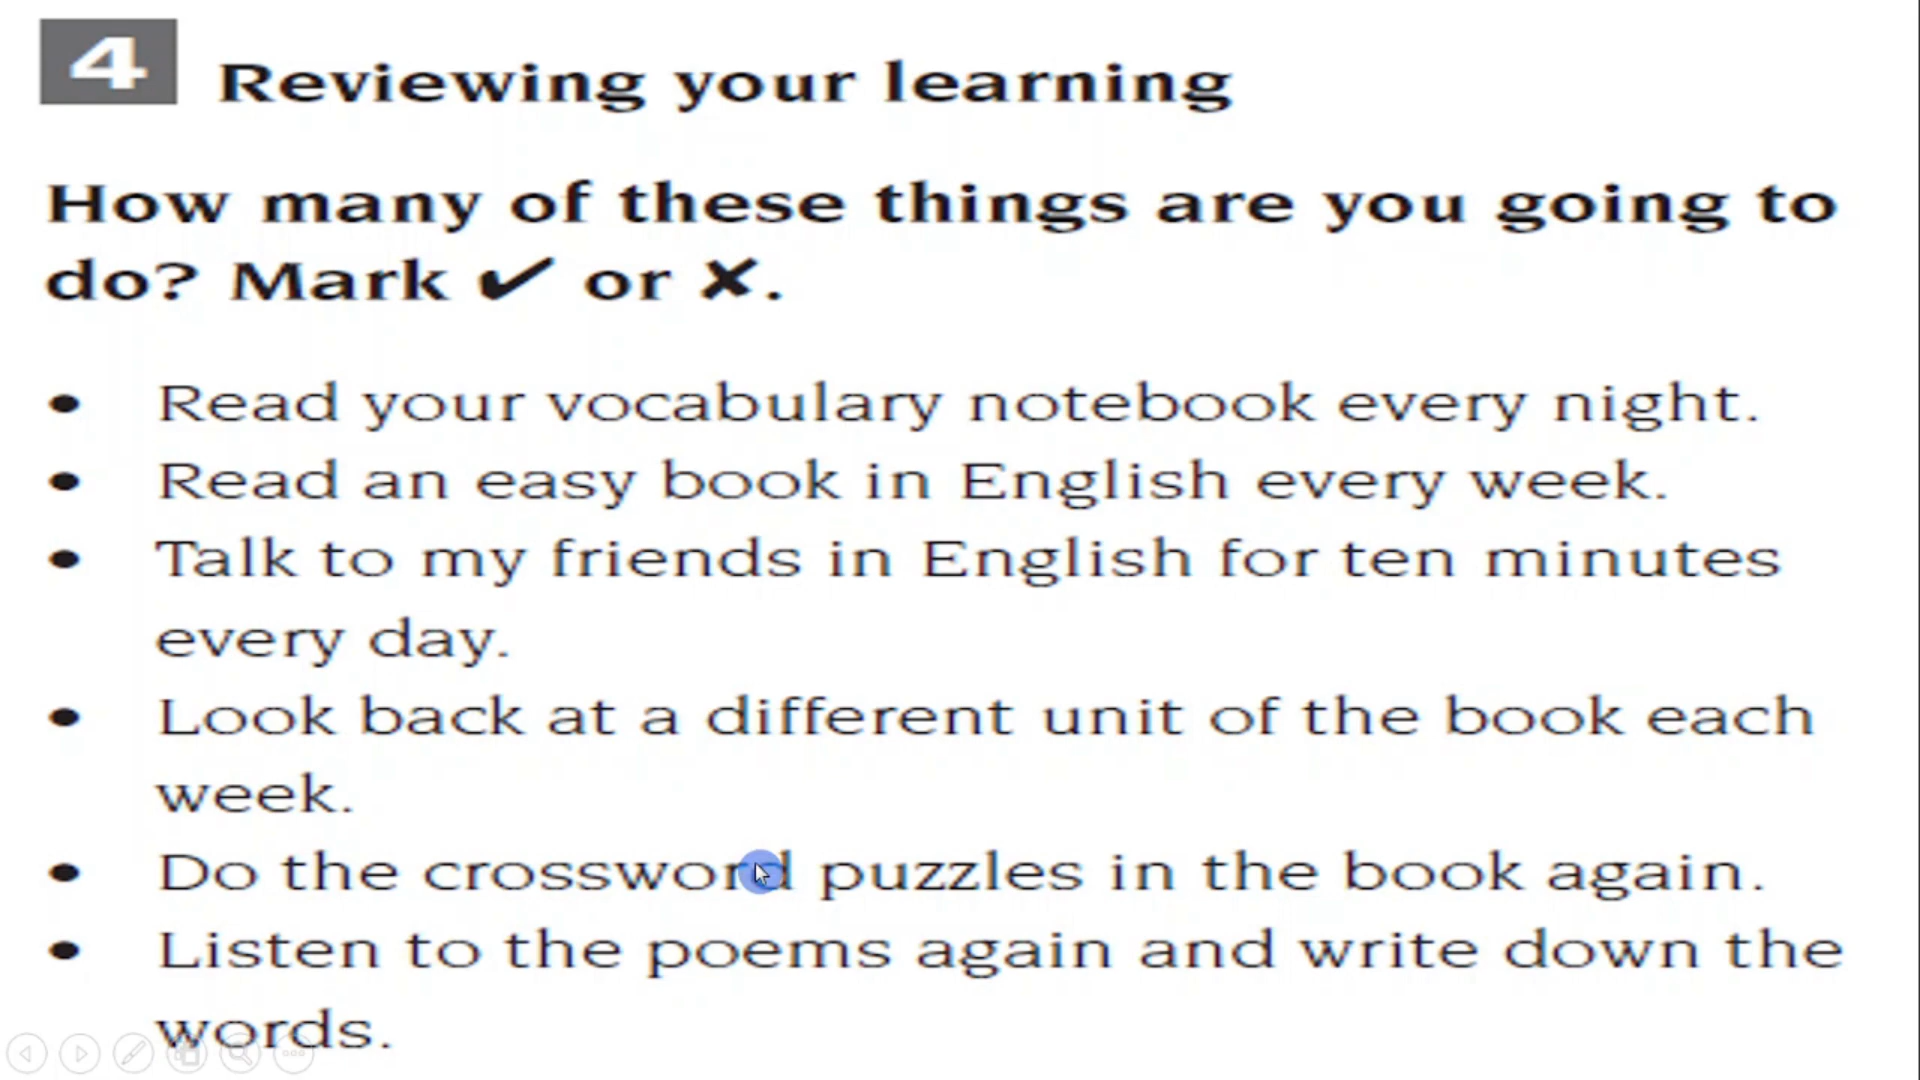 4 Reviewing your learning
How many of these things are you going to
do? Mark ✔ or ✘.
• Read your vocabulary notebook every night.
• Read an easy book in English every week.
• Talk to my friends in English for ten minutes
every day.
• Look back at a different unit of the book each
week.
• Do the crossword puzzles in the book again.
• Listen to the poems again and write down the
words.